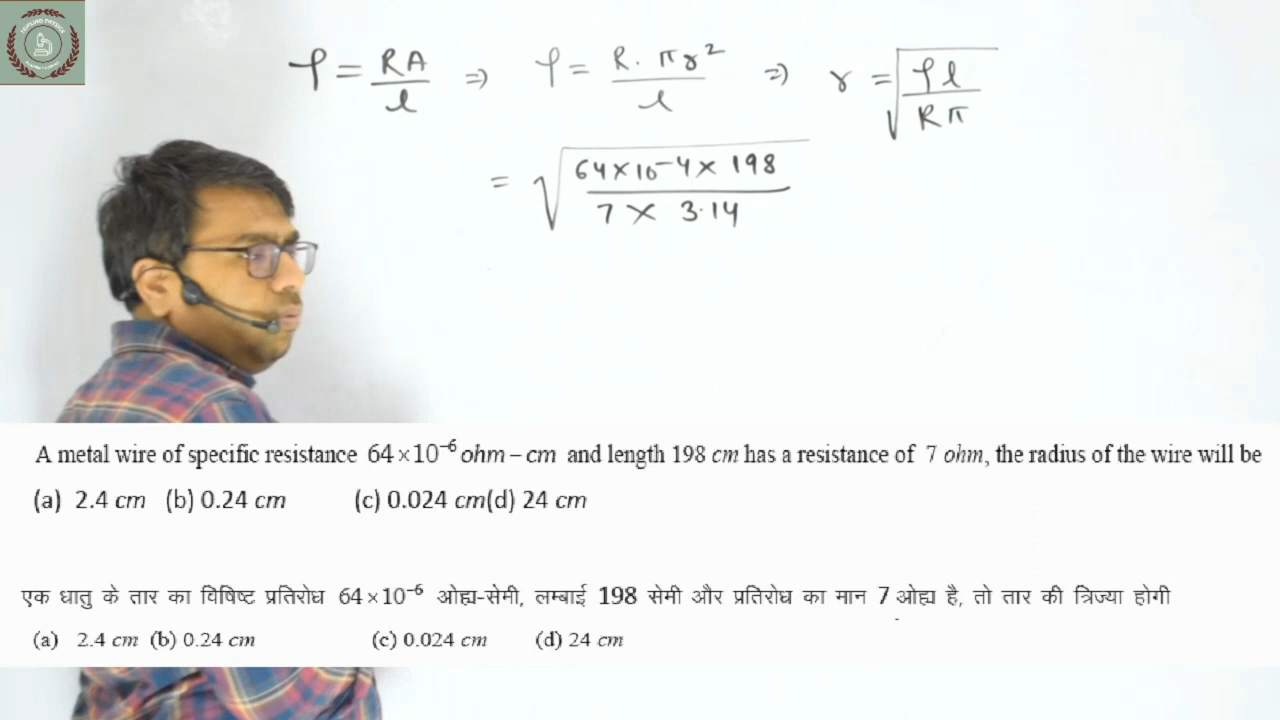 ρ = RA/l ⇒ ρ = R. πr²/l ⇒ r = √(ρl/Rπ)
= √(64×10-4× 198 / 7 × 3.14)
A metal wire of specific resistance 64×10⁻⁶ ohm – cm and length 198 cm has a resistance of 7 ohm, the radius of the wire will be
(a) 2.4 cm (b) 0.24 cm (c) 0.024 cm(d) 24 cm
एक धातु के तार का विषिष्ट प्रतिरोध 64×10⁻⁶ ओह्म-सेमी, लम्बाई 198 सेमी और प्रतिरोध का मान 7 ओह्म है, तो तार की त्रिज्या होगी
(a) 2.4 cm (b) 0.24 cm (c) 0.024 cm (d) 24 cm